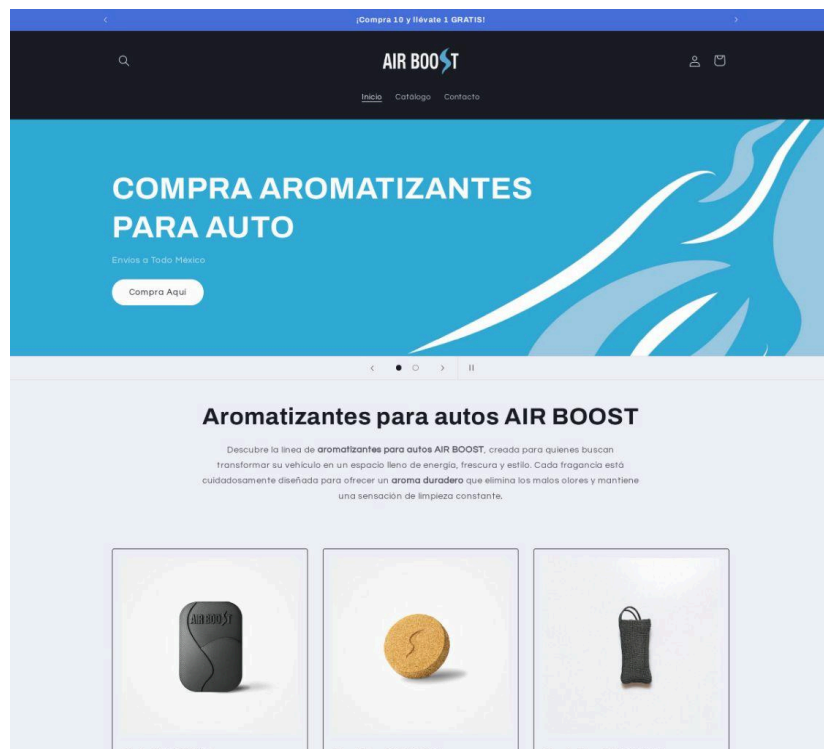 ¡Compra 10 y llévate 1 GRATIS!
AIR BOOST
Inicio Catálogo Contacto
COMPRA AROMATIZANTES
PARA AUTO
Envios a Todo Mexico
Compra Aquí
Aromatizantes para autos AIR BOOST
Descubre la línea de aromatizantes para autos AIR BOOST, creada para quienes buscan
transformar su vehículo en un espacio lleno de energía, frescura y estilo. Cada fragancia está
cuidadosamente diseñada para ofrecer un aroma duradero que elimina los malos olores y mantiene
una sensación de limpieza constante.
AIR BOOST